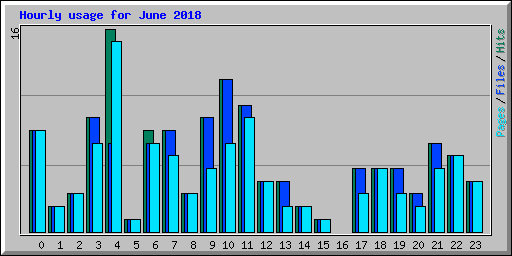 Hourly usage for June 2018
16
Pages / Files / Hits
0 1 2 3 4 5 6 7 8 9 10 11 12 13 14 15 16 17 18 19 20 21 22 23